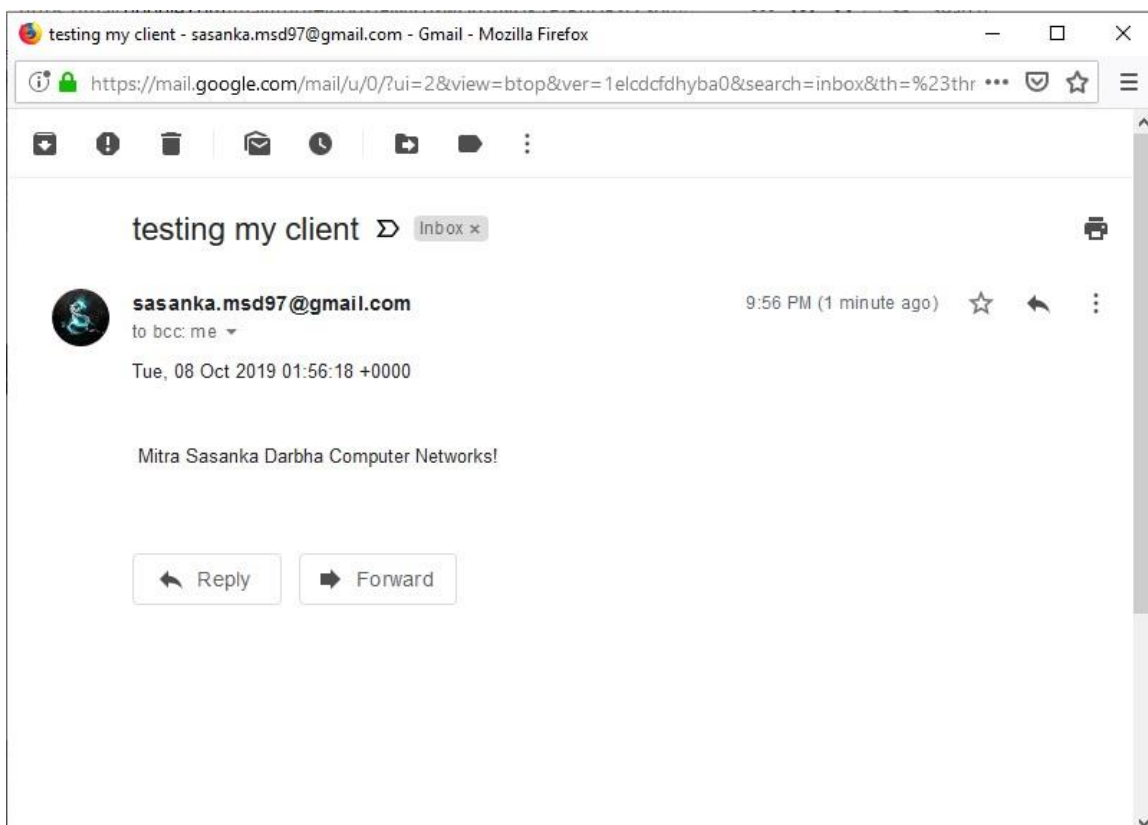 testing my client - sasanka.msd97@gmail.com - Gmail - Mozilla Firefox
https://mail.google.com/mail/u/0/?ui=2&view=btop&ver=1elcdcfdhyba0&search=inbox&th=%23thr
testing my client Inbox ×
sasanka.msd97@gmail.com 9:56 PM (1 minute ago)
to bcc: me
Tue, 08 Oct 2019 01:56:18 +0000
Mitra Sasanka Darbha Computer Networks!
Reply Forward